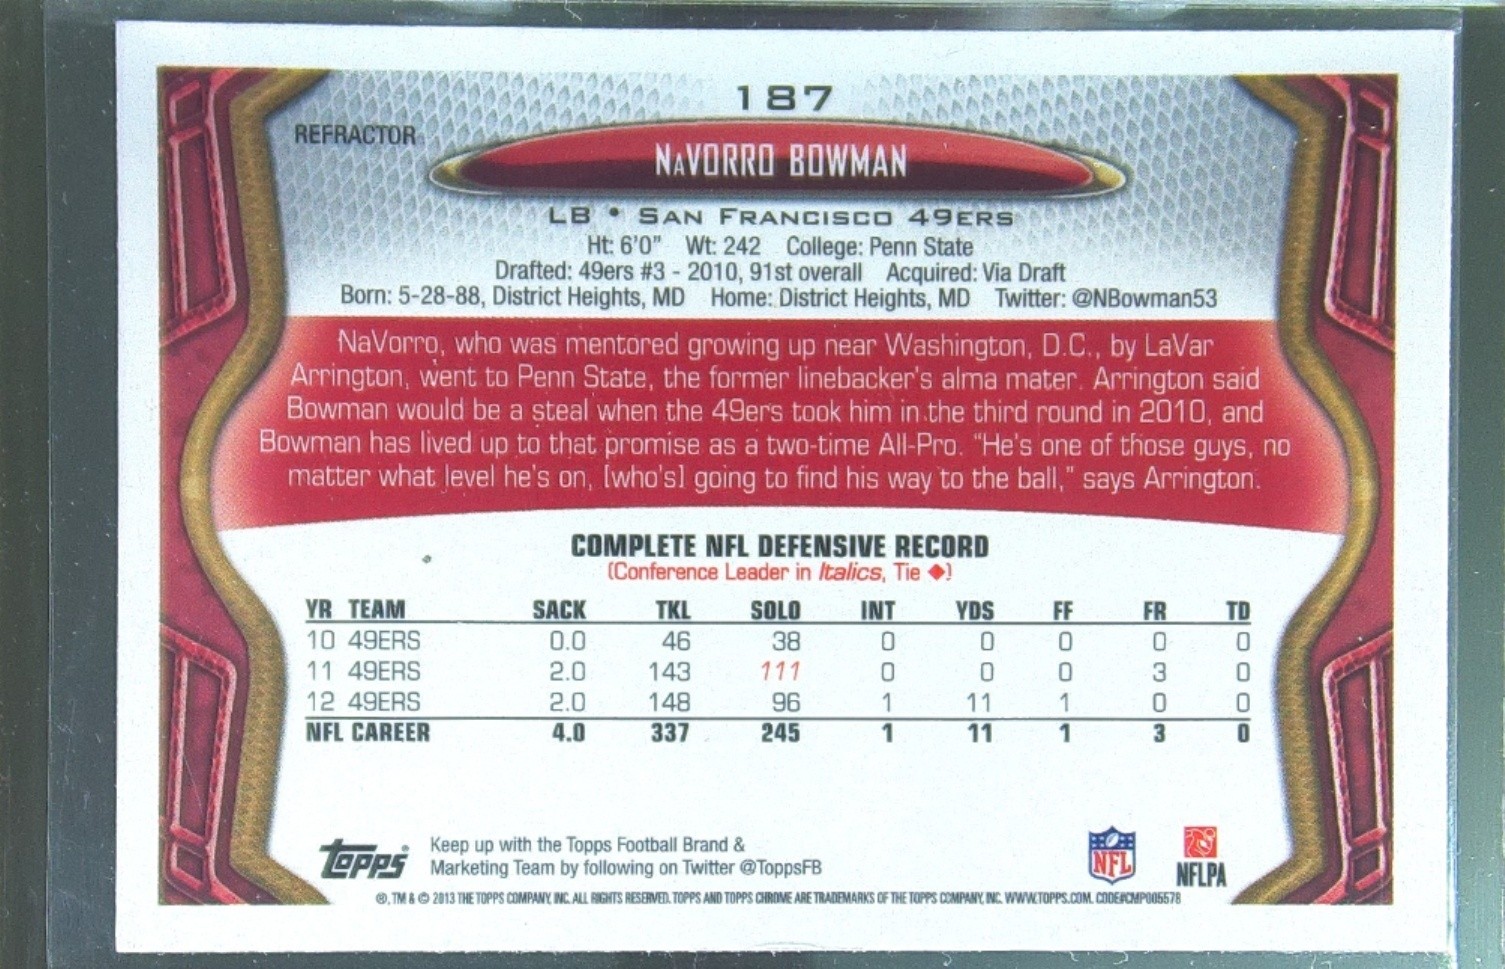 187
REFRACTOR
NaVORRO BOWMAN
LB • SAN FRANCISCO 49ERS
Ht: 6'0" Wt: 242 College: Penn State
Drafted: 49ers #3 - 2010, 91st overall Acquired: Via Draft
Born: 5-28-88, District Heights, MD Home: District Heights, MD Twitter: @NBowman53
NaVorro, who was mentored growing up near Washington, D.C., by LaVar
Arrington, went to Penn State, the former linebacker's alma mater. Arrington said
Bowman would be a steal when the 49ers took him in the third round in 2010, and
Bowman has lived up to that promise as a two-time All-Pro. "He's one of those guys, no
matter what level he's on, [who's] going to find his way to the ball," says Arrington.
COMPLETE NFL DEFENSIVE RECORD
(Conference Leader in Italics, Tie ◆)
YR TEAM SACK TKL SOLO INT YDS FF FR TD
10 49ERS 0.0 46 38 0 0 0 0 0
11 49ERS 2.0 143 111 0 0 0 3 0
12 49ERS 2.0 148 96 1 11 1 0 0
NFL CAREER 4.0 337 245 1 11 1 3 0
Topps
Keep up with the Topps Football Brand &
Marketing Team by following on Twitter @ToppsFB
NFL
NFLPA
®, TM & © 2013 THE TOPPS COMPANY, INC. ALL RIGHTS RESERVED. TOPPS AND TOPPS CHROME ARE TRADEMARKS OF THE TOPPS COMPANY, INC. WWW.TOPPS.COM. CODE#CMP005578